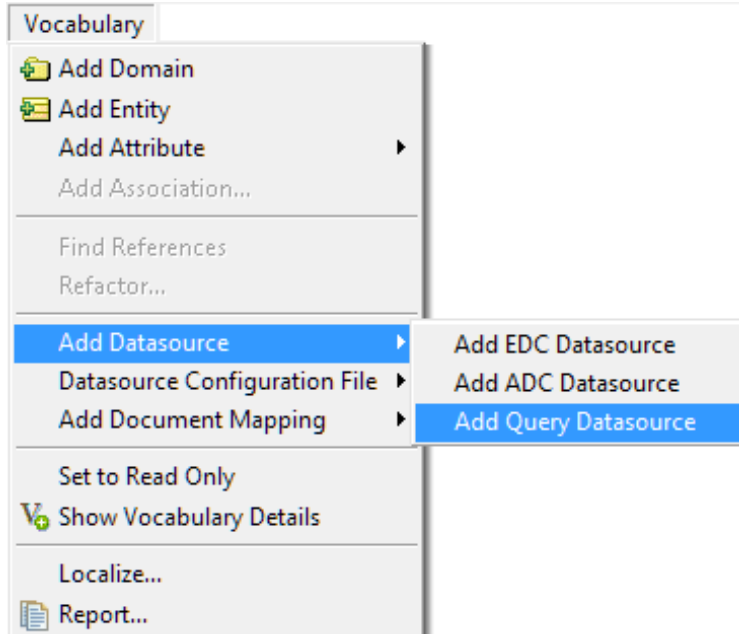 Vocabulary
Add Domain
Add Entity
Add Attribute
Add Association...
Find References
Refactor...
Add Datasource
Add EDC Datasource
Datasource Configuration File
Add ADC Datasource
Add Document Mapping
Add Query Datasource
Set to Read Only
Show Vocabulary Details
Localize...
Report...